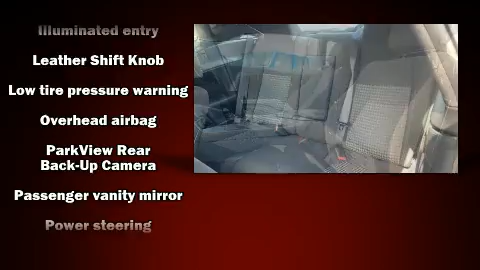 Illuminated entry
Leather Shift Knob
Low tire pressure warning
Overhead airbag
ParkView Rear
Back-Up Camera
Passenger vanity mirror
Power steering